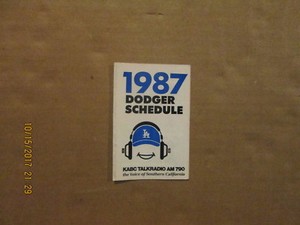 1987
DODGER
SCHEDULE
LA
KABC TALKRADIO AM 790
the Voice of Southern California
10/15/2017 21 29